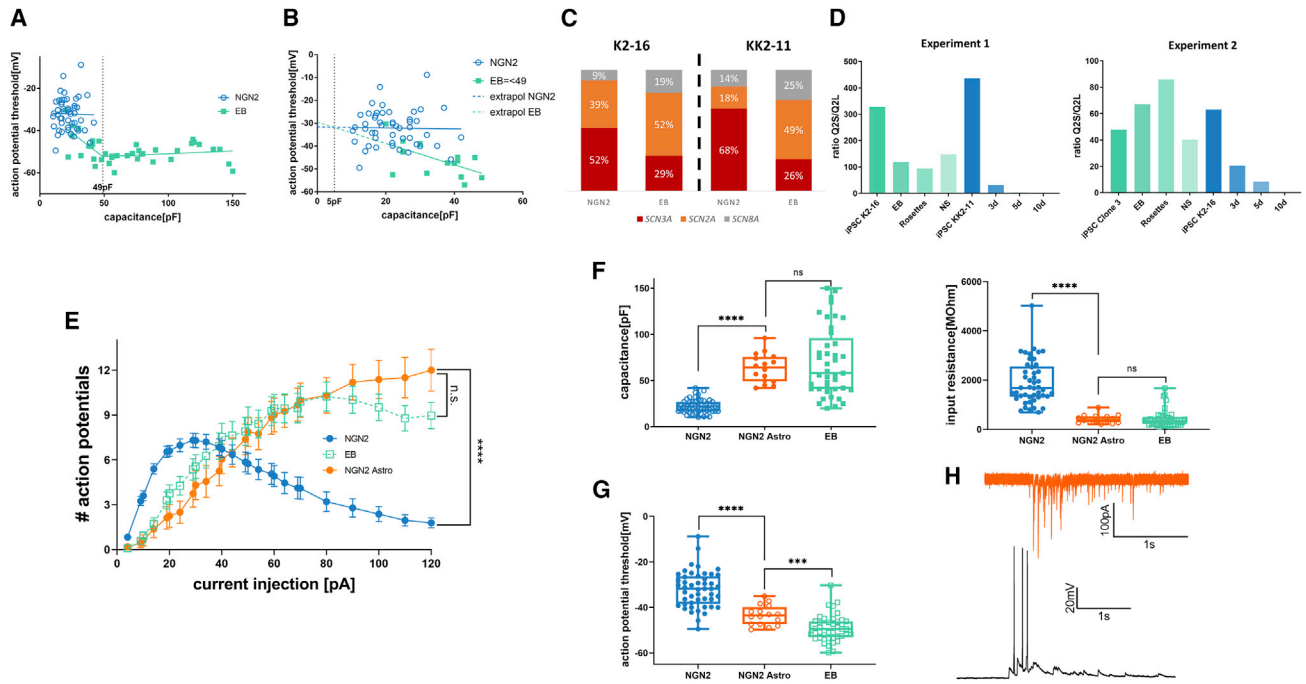 A
action potential threshold[mV]
0
-20
-40
-60
49pF
0
50
100
150
capacitance[pF]
NGN2
EB
B
action potential threshold[mV]
0
-10
-20
-30
-40
-50
-60
0
5pF
20
40
60
capacitance[pF]
NGN2
EB=<49
extrapol NGN2
extrapol EB
C
K2-16
KK2-11
9%
39%
52%
19%
52%
29%
14%
18%
68%
25%
49%
26%
NGN2
EB
NGN2
EB
SCN3A
SCN2A
SCN8A
D
Experiment 1
ratio Q2S/Q2L
500
400
300
200
100
0
iPSC K2-16
EB
Rosettes
NS
iPSC KK2-11
3d
5d
10d
Experiment 2
ratio Q2S/Q2L
100
80
60
40
20
0
iPSC Clone 3
EB
Rosettes
NS
iPSC K2-16
3d
5d
10d
E
# action potentials
12
9
6
3
0
0
20
40
60
80
100
120
current injection [pA]
NGN2
EB
NGN2 Astro
n.s.
****
F
capacitance[pF]
150
100
50
0
****
ns
NGN2
NGN2 Astro
EB
input resistance[MOhm]
6000
4000
2000
0
****
ns
NGN2
NGN2 Astro
EB
G
action potential threshold[mV]
0
-20
-40
-60
****
***
NGN2
NGN2 Astro
EB
H
100pA
1s
20mV
1s